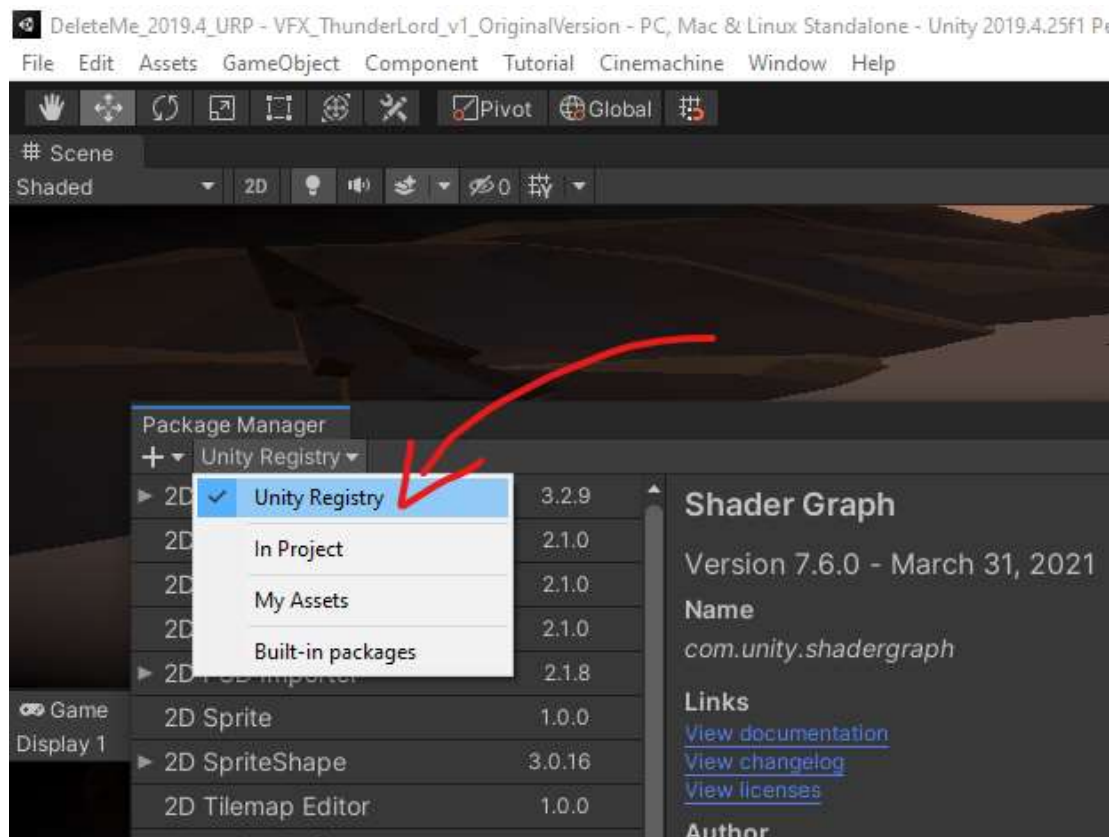 DeleteMe_2019.4_URP - VFX_ThunderLord_v1_OriginalVersion - PC, Mac & Linux Standalone - Unity 2019.4.25f1
File Edit Assets GameObject Component Tutorial Cinemachine Window Help
Pivot Global
# Scene
Shaded 2D 0
Package Manager
Unity Registry
2D 3.2.9
Unity Registry
2D 2.1.0
In Project
2D 2.1.0
My Assets
2D 2.1.0
Built-in packages
2D PSD Importer 2.1.8
2D Sprite 1.0.0
2D SpriteShape 3.0.16
2D Tilemap Editor 1.0.0
Shader Graph
Version 7.6.0 - March 31, 2021
Name
com.unity.shadergraph
Links
View documentation
View changelog
View licenses
Author
Game
Display 1